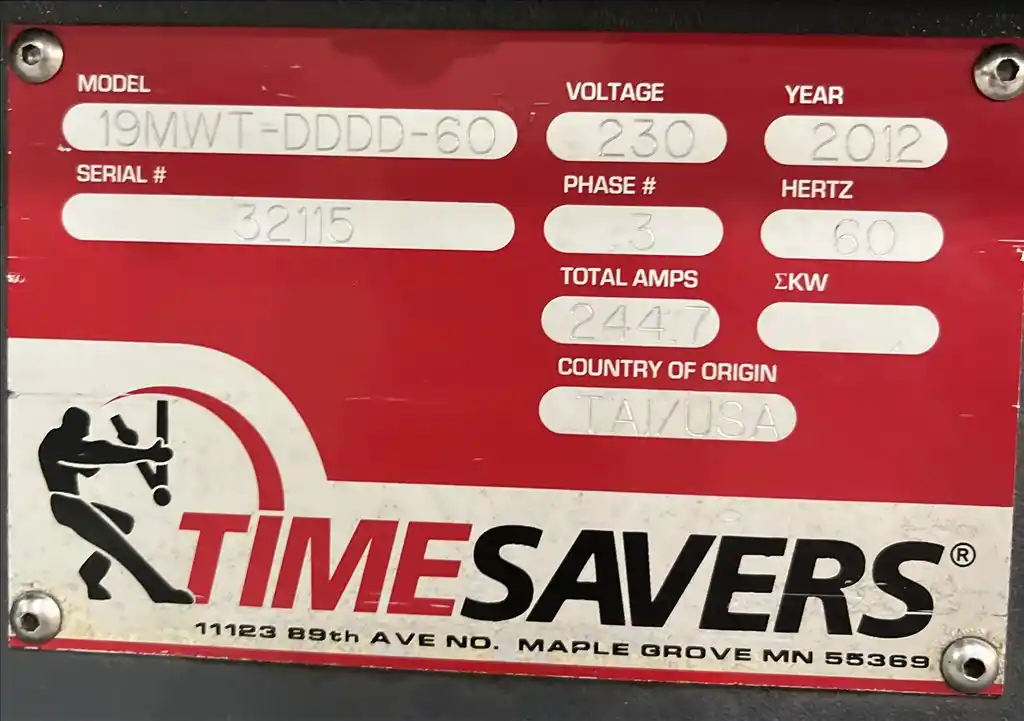 MODEL
19MWT-DDDD-60
SERIAL #
32115
VOLTAGE
230
YEAR
2012
PHASE #
3
HERTZ
60
TOTAL AMPS
244.7
ΣKW
COUNTRY OF ORIGIN
TAI/USA
TIMESAVERS®
11123 89th AVE NO. MAPLE GROVE MN 55369